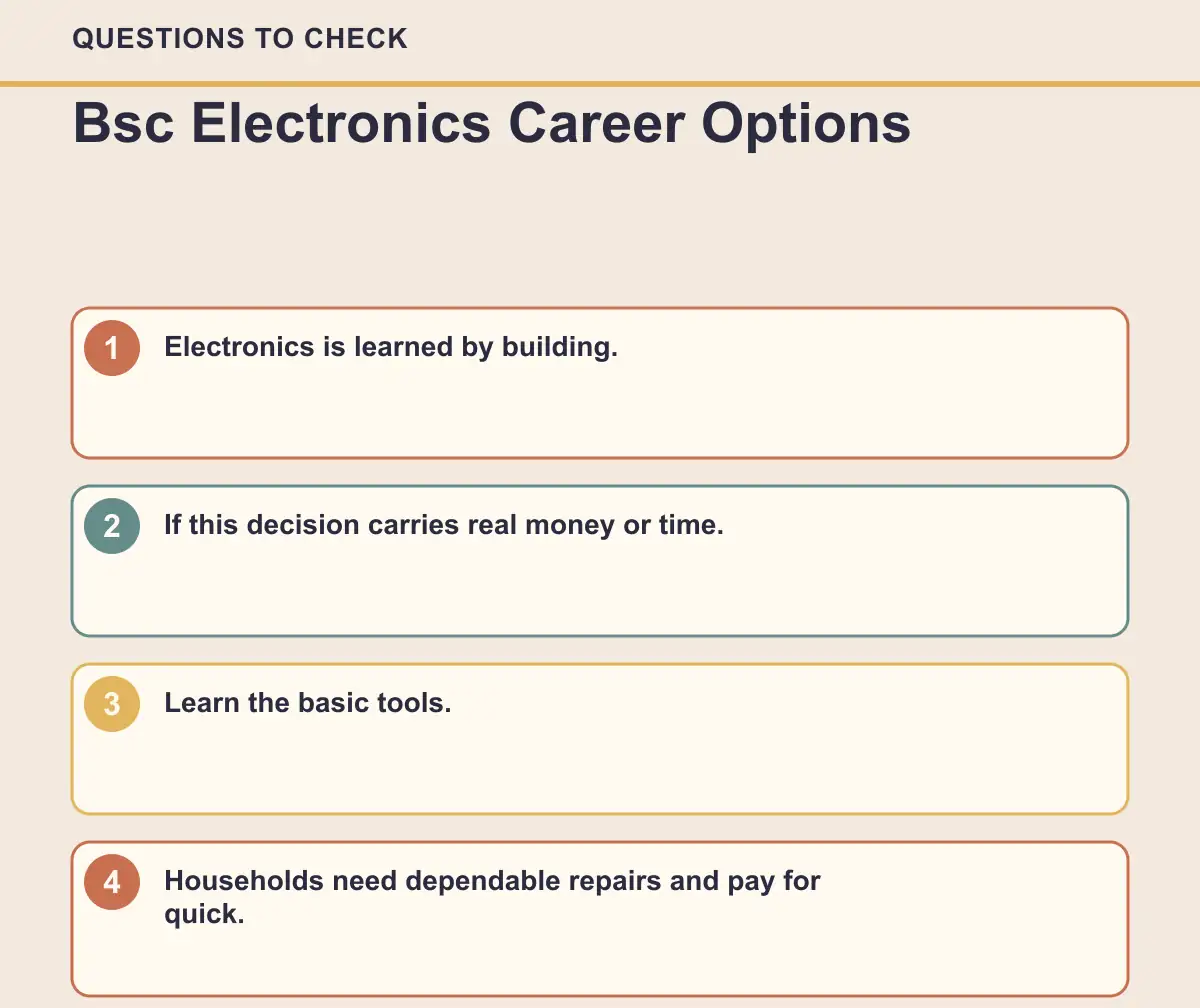 QUESTIONS TO CHECK
Bsc Electronics Career Options
1
Electronics is learned by building.
2
If this decision carries real money or time.
3
Learn the basic tools.
4
Households need dependable repairs and pay for
quick.